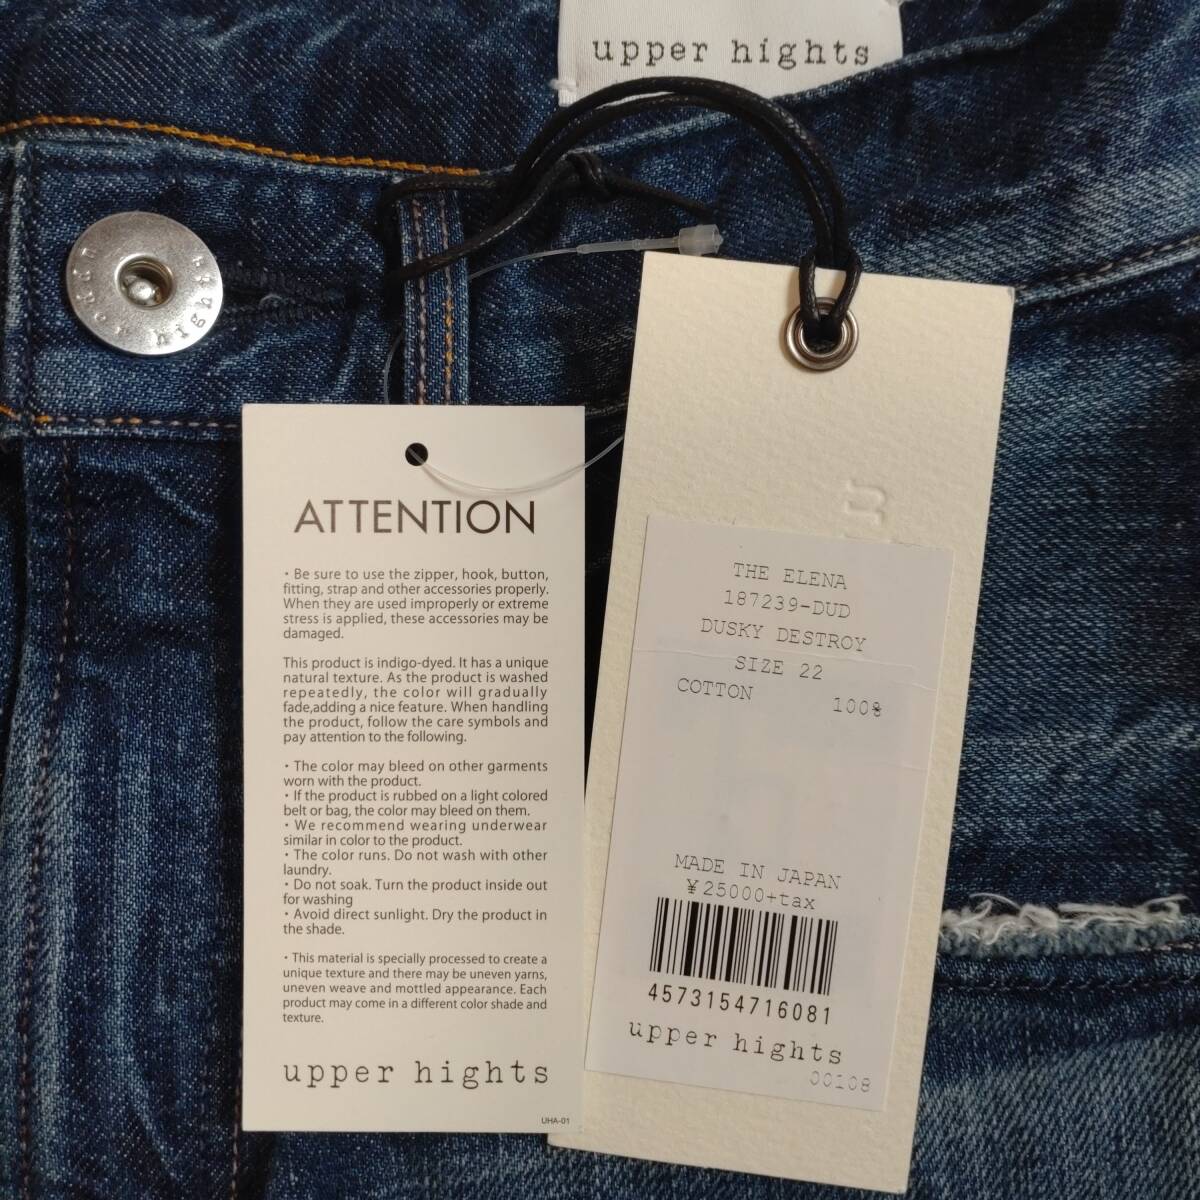 upper hights
upper hights
ATTENTION
・Be sure to use the zipper, hook, button,
fitting, strap and other accessories properly.
When they are used improperly or extreme
stress is applied, these accessories may be
damaged.
This product is indigo-dyed. It has a unique
natural texture. As the product is washed
repeatedly, the color will gradually
fade,adding a nice feature. When handling
the product, follow the care symbols and
pay attention to the following.
・The color may bleed on other garments
worn with the product.
・If the product is rubbed on a light colored
belt or bag, the color may bleed on them.
・We recommend wearing underwear
similar in color to the product.
・The color runs. Do not wash with other
laundry.
・Do not soak. Turn the product inside out
for washing
・Avoid direct sunlight. Dry the product in
the shade.
・This material is specially processed to create a
unique texture and there may be uneven yarns,
uneven weave and mottled appearance. Each
product may come in a different color shade and
texture.
upper hights
UHA-01
THE ELENA
187239-DUD
DUSKY DESTROY
SIZE 22
COTTON 100%
MADE IN JAPAN
¥25000+tax
4573154716081
upper hights
00108